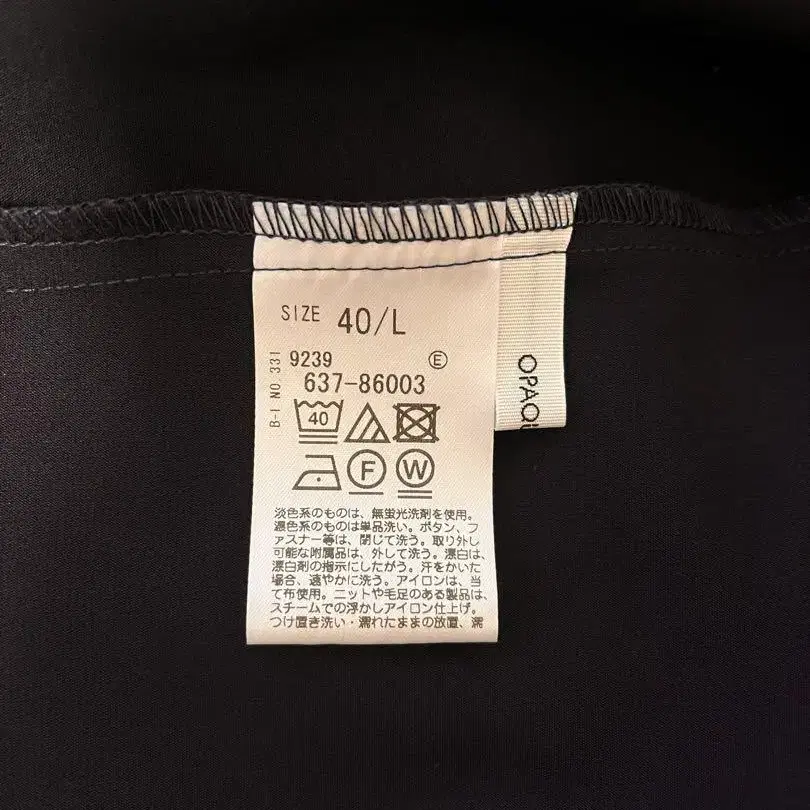 SIZE 40/L
B-I NO.331
9239 E
637-86003
40
F W
淡色系のものは、無蛍光洗剤を使用。
濃色系のものは単品洗い。ボタン、フ
ァスナー等は、閉じて洗う。取り外し
可能な附属品は、外して洗う。漂白は、
漂白剤の指示にしたがう。汗をかいた
場合、速やかに洗う。アイロンは、当
て布使用。ニットや毛足のある製品は、
スチームでの浮かしアイロン仕上げ。
つけ置き洗い・濡れたままの放置、濡
OPAQU